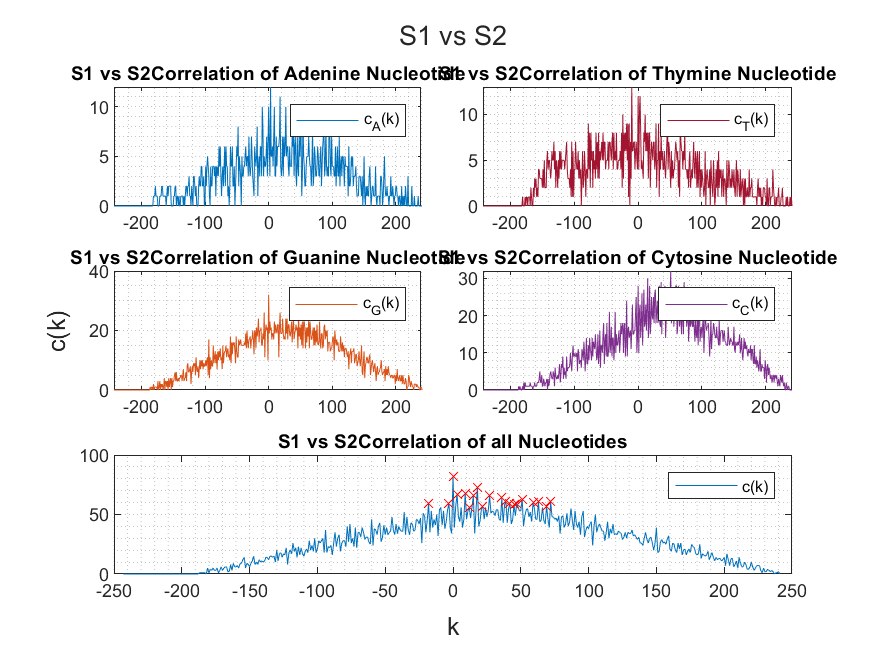 S1 vs S2
S1 vs S2Correlation of Adenine Nucleotide
S1 vs S2Correlation of Thymine Nucleotide
10
5
0
-200 -100 0 100 200
c_A(k)
10
5
0
-200 -100 0 100 200
c_T(k)
S1 vs S2Correlation of Guanine Nucleotide
S1 vs S2Correlation of Cytosine Nucleotide
40
20
0
-200 -100 0 100 200
c_G(k)
30
20
10
0
-200 -100 0 100 200
c_C(k)
c(k)
S1 vs S2Correlation of all Nucleotides
100
50
0
-250 -200 -150 -100 -50 0 50 100 150 200 250
c(k)
k